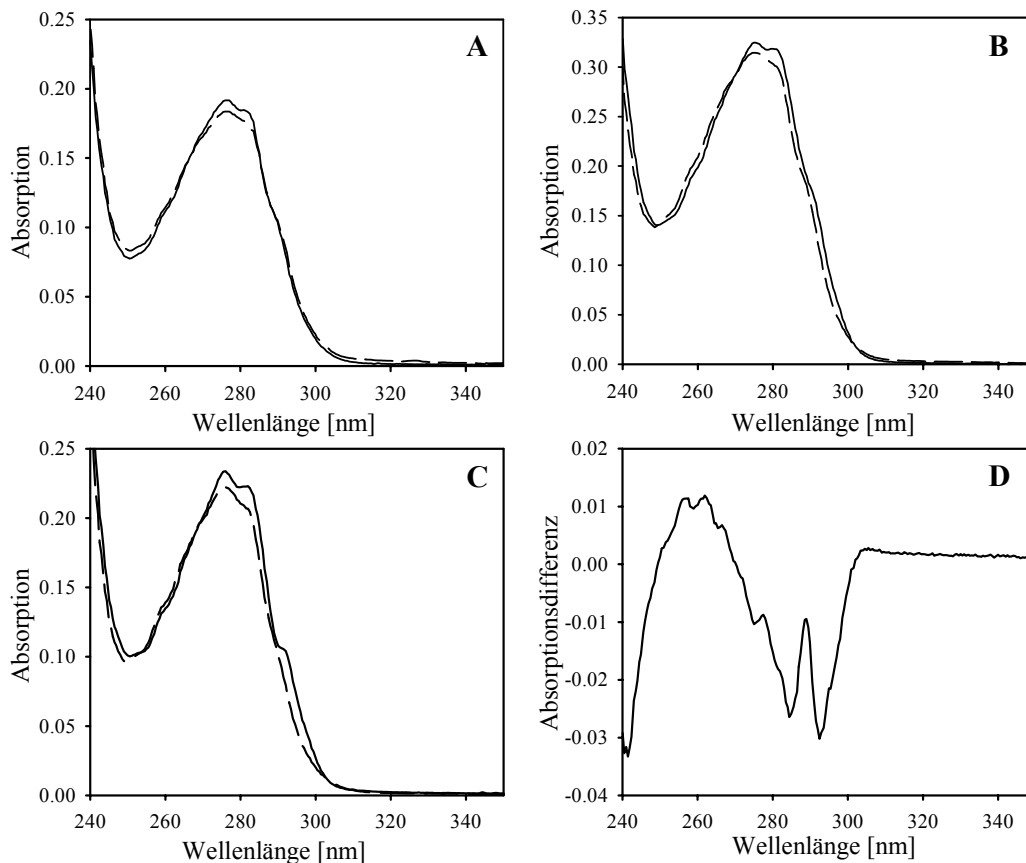 A
Absorption
0.25
0.20
0.15
0.10
0.05
0.00
240 260 280 300 320 340
Wellenlänge [nm]
B
Absorption
0.35
0.30
0.25
0.20
0.15
0.10
0.05
0.00
240 260 280 300 320 340
Wellenlänge [nm]
C
Absorption
0.25
0.20
0.15
0.10
0.05
0.00
240 260 280 300 320 340
Wellenlänge [nm]
D
Absorptionsdifferenz
0.02
0.01
0.00
-0.01
-0.02
-0.03
-0.04
240 260 280 300 320 340
Wellenlänge [nm]